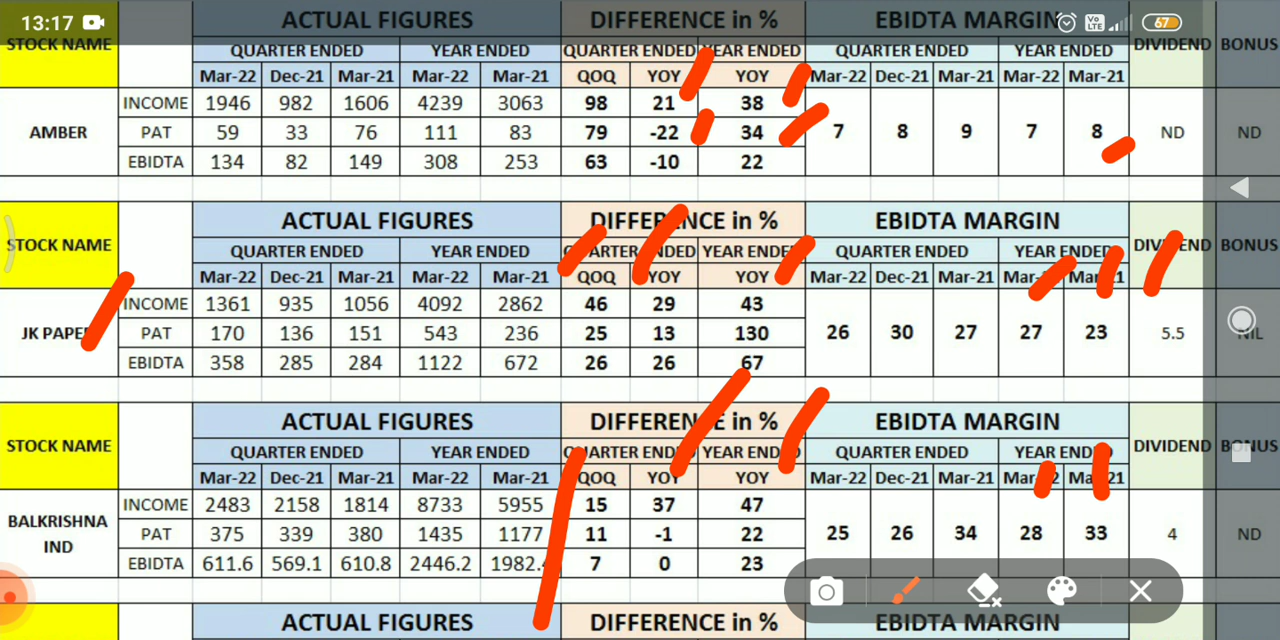 13:17 Vo LTE 67
ACTUAL FIGURES DIFFERENCE in % EBIDTA MARGIN
STOCK NAME QUARTER ENDED YEAR ENDED QUARTER ENDED YEAR ENDED QUARTER ENDED YEAR ENDED DIVIDEND BONUS
Mar-22 Dec-21 Mar-21 Mar-22 Mar-21 QOQ YOY YOY Mar-22 Dec-21 Mar-21 Mar-22 Mar-21
INCOME 1946 982 1606 4239 3063 98 21 38
AMBER PAT 59 33 76 111 83 79 -22 34 7 8 9 7 8 ND ND
EBIDTA 134 82 149 308 253 63 -10 22
ACTUAL FIGURES DIFFERENCE in % EBIDTA MARGIN
STOCK NAME QUARTER ENDED YEAR ENDED QUARTER ENDED YEAR ENDED QUARTER ENDED YEAR ENDED DIVIDEND BONUS
Mar-22 Dec-21 Mar-21 Mar-22 Mar-21 QOQ YOY YOY Mar-22 Dec-21 Mar-21 Mar-22 Mar-21
INCOME 1361 935 1056 4092 2862 46 29 43
JK PAPER PAT 170 136 151 543 236 25 13 130 26 30 27 27 23 5.5 NIL
EBIDTA 358 285 284 1122 672 26 26 67
ACTUAL FIGURES DIFFERENCE in % EBIDTA MARGIN
STOCK NAME QUARTER ENDED YEAR ENDED QUARTER ENDED YEAR ENDED QUARTER ENDED YEAR ENDED DIVIDEND BONUS
Mar-22 Dec-21 Mar-21 Mar-22 Mar-21 QOQ YOY YOY Mar-22 Dec-21 Mar-21 Mar-22 Mar-21
INCOME 2483 2158 1814 8733 5955 15 37 47
BALKRISHNA IND PAT 375 339 380 1435 1177 11 -1 22 25 26 34 28 33 4 ND
EBIDTA 611.6 569.1 610.8 2446.2 7 0 23
ACTUAL FIGURES DIFFERENCE in % EBIDTA MARGIN